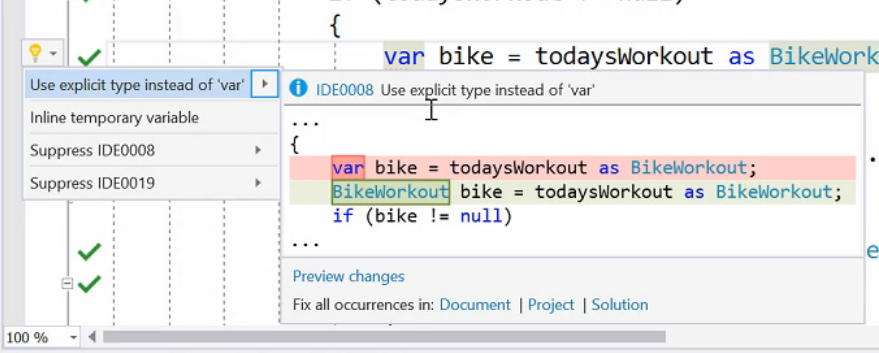 {
var bike = todaysWorkout as BikeWork
Use explicit type instead of 'var'
Inline temporary variable
Suppress IDE0008
Suppress IDE0019
IDE0008 Use explicit type instead of 'var'
...
{
var bike = todaysWorkout as BikeWorkout;
BikeWorkout bike = todaysWorkout as BikeWorkout;
if (bike != null)
...
Preview changes
Fix all occurrences in: Document | Project | Solution
100 %